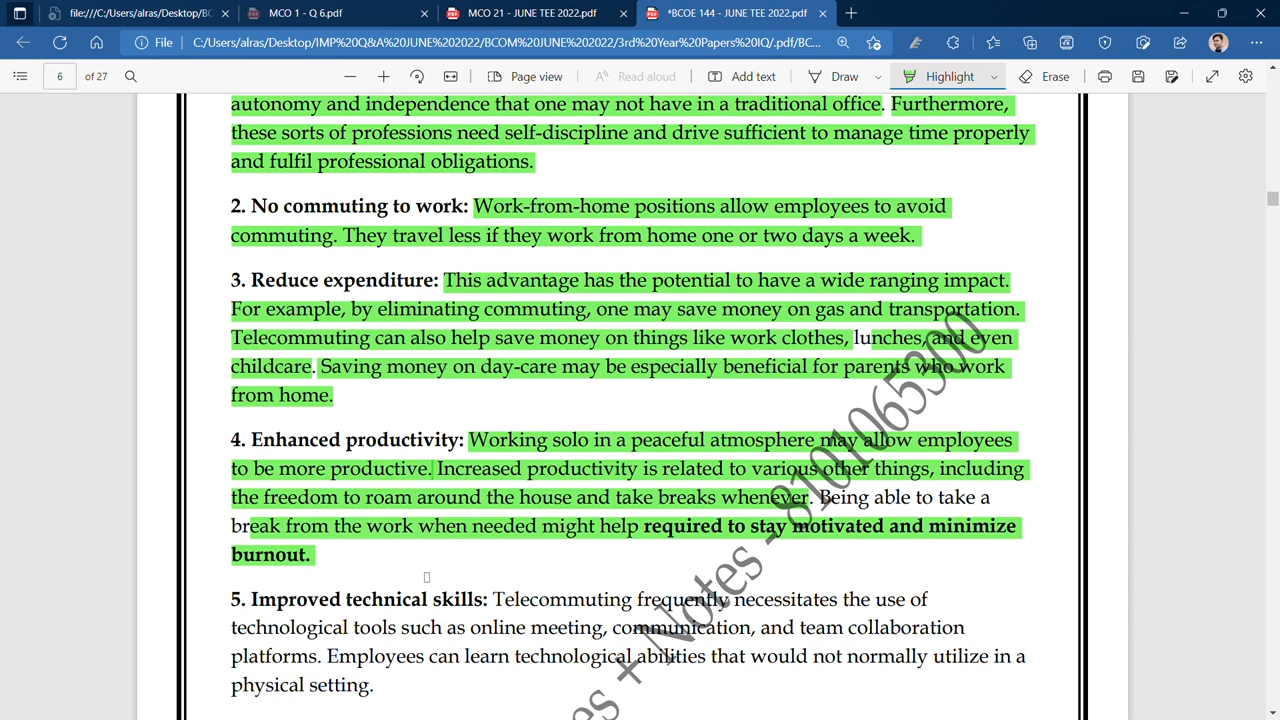 file:///C:/Users/alras/Desktop/BC
MCO 1 - Q 6.pdf
MCO 21 - JUNE TEE 2022.pdf
*BCOE 144 - JUNE TEE 2022.pdf
File
C:/Users/alras/Desktop/IMP%20Q&A%20JUNE%202022/BCOM%20JUNE%202022/3rd%20Year%20Papers%20IQ/.pdf/BC...
6 of 27
Page view
Read aloud
Add text
Draw
Highlight
Erase
autonomy and independence that one may not have in a traditional office. Furthermore,
these sorts of professions need self-discipline and drive sufficient to manage time properly
and fulfil professional obligations.
2. No commuting to work: Work-from-home positions allow employees to avoid
commuting. They travel less if they work from home one or two days a week.
3. Reduce expenditure: This advantage has the potential to have a wide ranging impact.
For example, by eliminating commuting, one may save money on gas and transportation.
Telecommuting can also help save money on things like work clothes, lunches, and even
childcare. Saving money on day-care may be especially beneficial for parents who work
from home.
4. Enhanced productivity: Working solo in a peaceful atmosphere may allow employees
to be more productive. Increased productivity is related to various other things, including
the freedom to roam around the house and take breaks whenever. Being able to take a
break from the work when needed might help required to stay motivated and minimize
burnout.
5. Improved technical skills: Telecommuting frequently necessitates the use of
technological tools such as online meeting, communication, and team collaboration
platforms. Employees can learn technological abilities that would not normally utilize in a
physical setting.
es + Notes - 8101065300